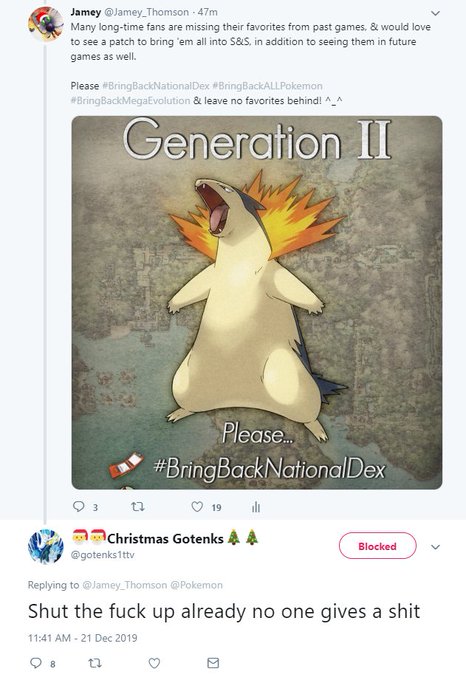 Jamey @Jamey_Thomson · 47m
Many long-time fans are missing their favorites from past games, & would love
to see a patch to bring 'em all into S&S, in addition to seeing them in future
games as well.
Please #BringBackNationalDex #BringBackALLPokemon
#BringBackMegaEvolution & leave no favorites behind! ^_^
Generation II
Please...
#BringBackNationalDex
3
19
🎅🎅Christmas Gotenks🎄🎄
@gotenks1ttv
Blocked
Replying to @Jamey_Thomson @Pokemon
Shut the fuck up already no one gives a shit
11:41 AM - 21 Dec 2019
8